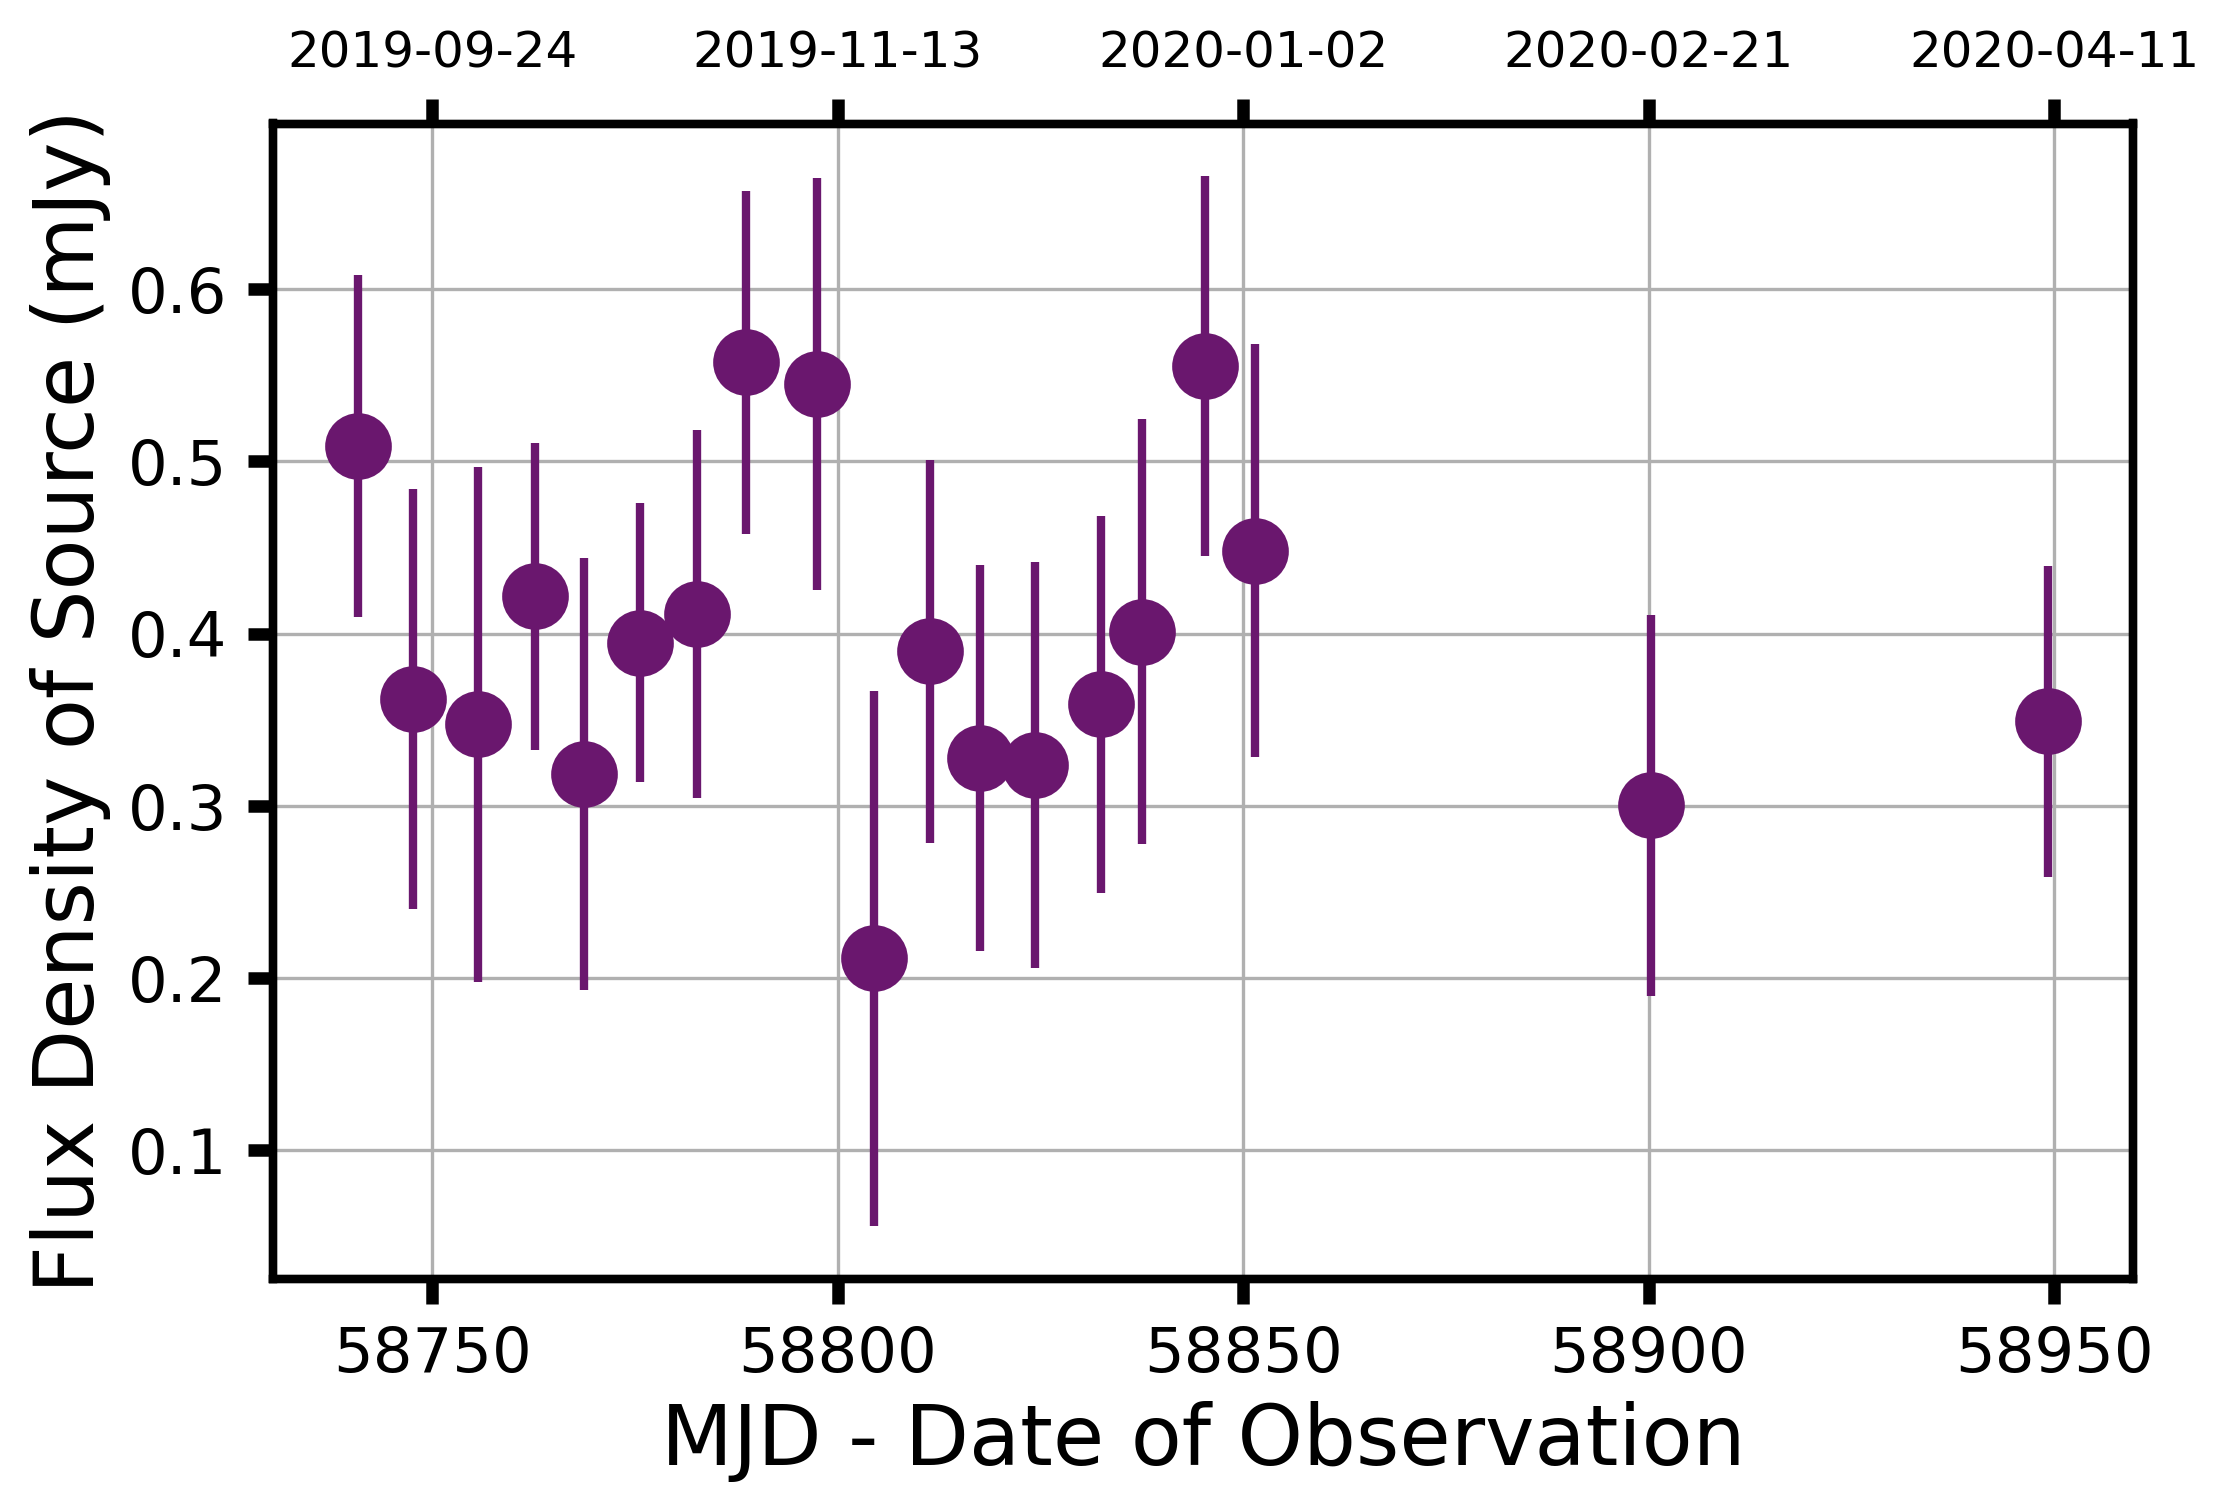 2019-09-24 2019-11-13 2020-01-02 2020-02-21 2020-04-11
Flux Density of Source (mJy)
0.6
0.5
0.4
0.3
0.2
0.1
58750 58800 58850 58900 58950
MJD - Date of Observation